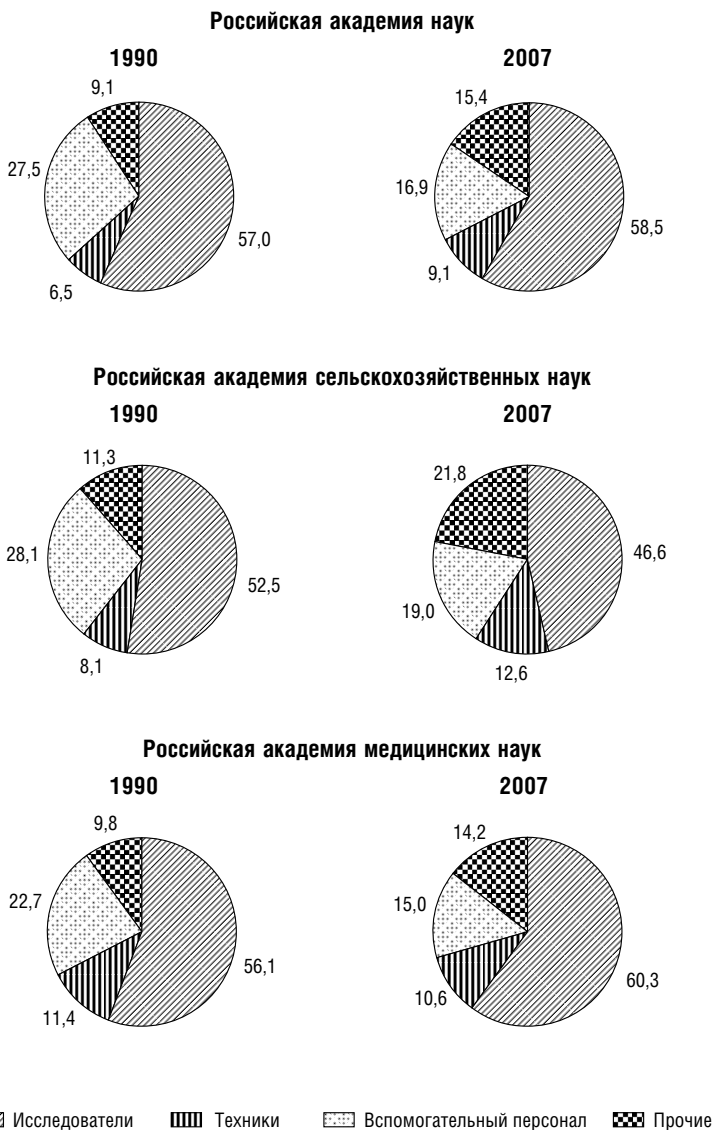 Российская академия наук
1990 2007
9,1 15,4
27,5 16,9
57,0 58,5
6,5 9,1
Российская академия сельскохозяйственных наук
1990 2007
11,3 21,8
28,1 52,5 19,0 46,6
8,1 12,6
Российская академия медицинских наук
1990 2007
9,8 14,2
22,7 15,0
56,1 60,3
11,4 10,6
Исследователи Техники Вспомогательный персонал Прочие